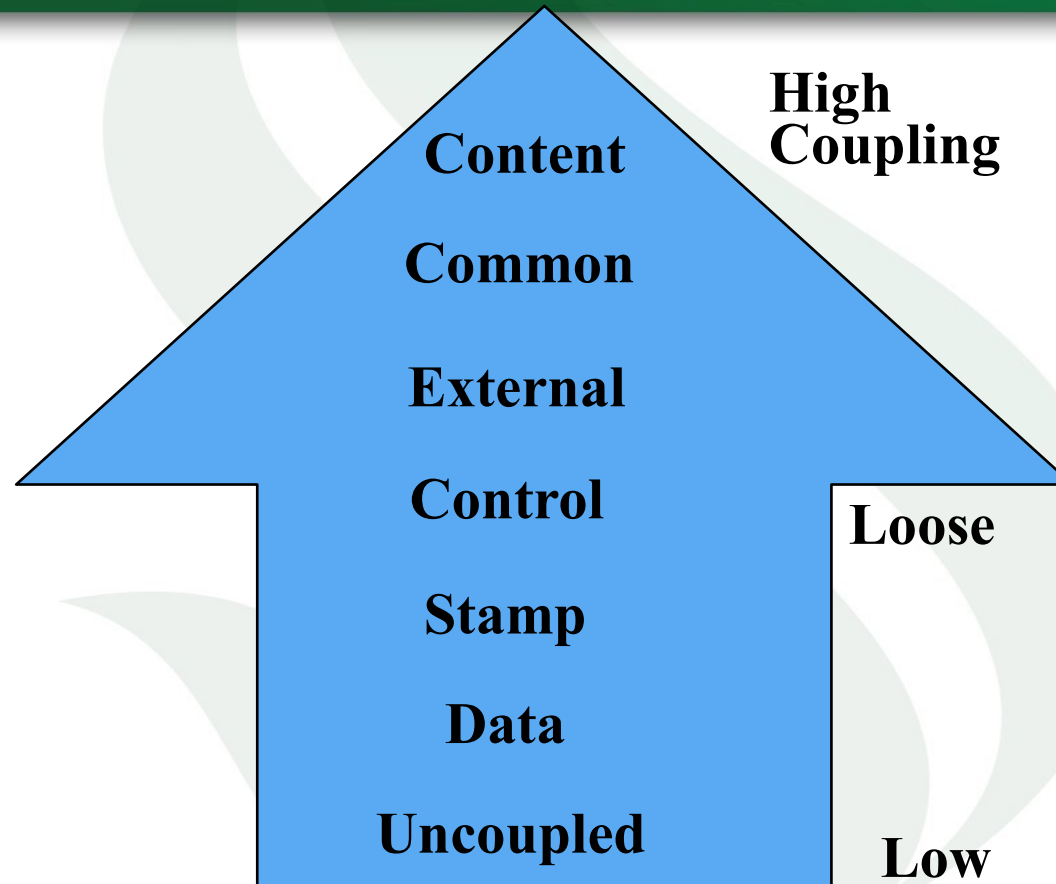 High
Coupling
Content
Common
External
Control
Loose
Stamp
Data
Uncoupled
Low